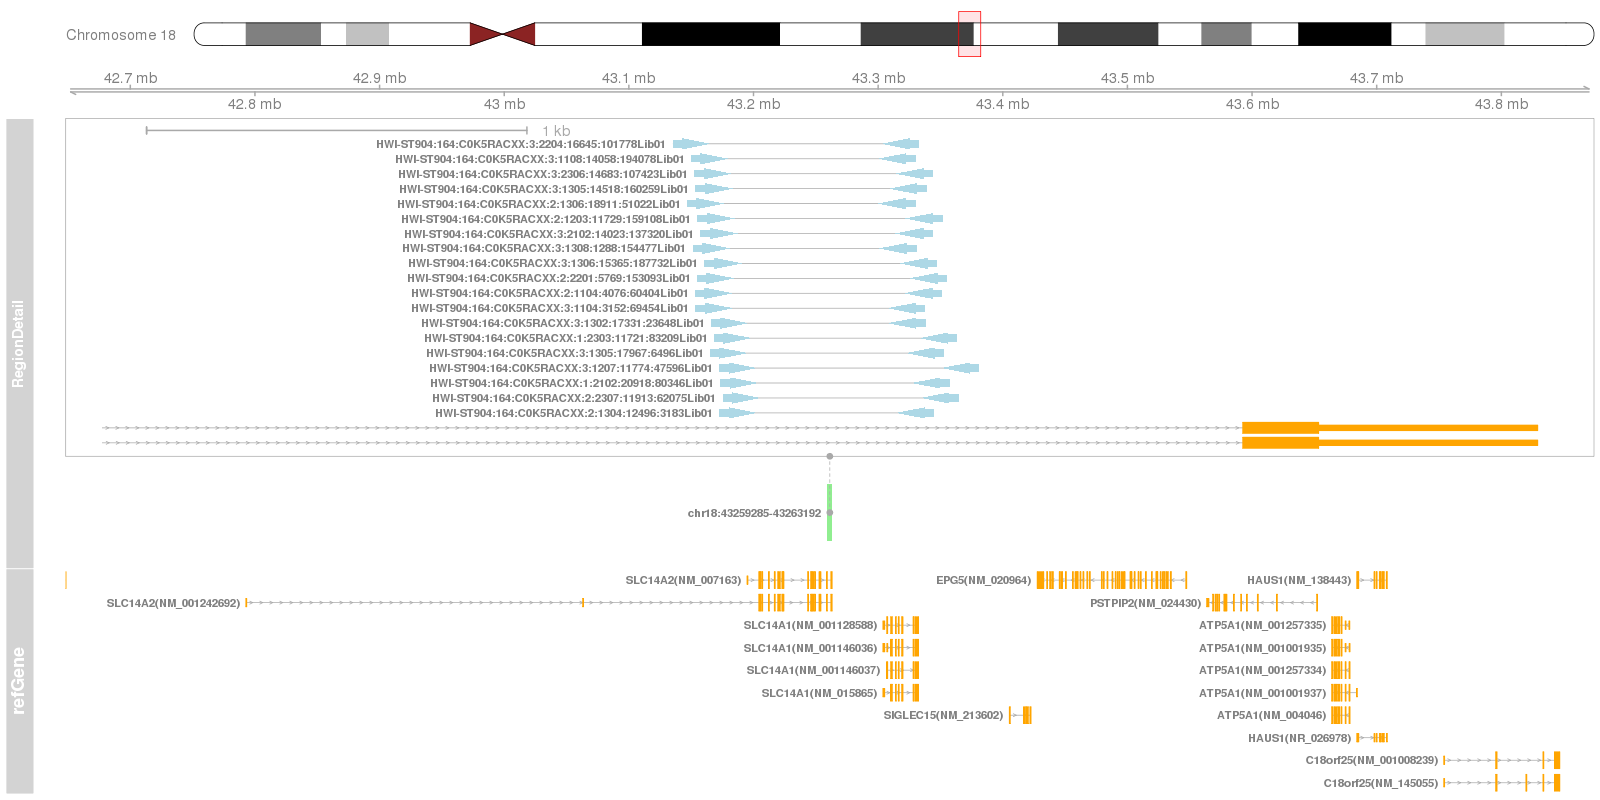 Chromosome 18
42.7 mb 42.9 mb 43.1 mb 43.3 mb 43.5 mb 43.7 mb
42.8 mb 43 mb 43.2 mb 43.4 mb 43.6 mb 43.8 mb
RegionDetail
1 kb
HWI-ST904:164:C0K5RACXX:3:2204:16645:101778Lib01
HWI-ST904:164:C0K5RACXX:3:1108:14058:194078Lib01
HWI-ST904:164:C0K5RACXX:3:2306:14683:107423Lib01
HWI-ST904:164:C0K5RACXX:3:1305:14518:160259Lib01
HWI-ST904:164:C0K5RACXX:2:1306:18911:51022Lib01
HWI-ST904:164:C0K5RACXX:2:1203:11729:159108Lib01
HWI-ST904:164:C0K5RACXX:3:2102:14023:137320Lib01
HWI-ST904:164:C0K5RACXX:3:1308:1288:154477Lib01
HWI-ST904:164:C0K5RACXX:3:1306:15365:187732Lib01
HWI-ST904:164:C0K5RACXX:2:2201:5769:153093Lib01
HWI-ST904:164:C0K5RACXX:2:1104:4076:60404Lib01
HWI-ST904:164:C0K5RACXX:3:1104:3152:69454Lib01
HWI-ST904:164:C0K5RACXX:3:1302:17331:23648Lib01
HWI-ST904:164:C0K5RACXX:1:2303:11721:83209Lib01
HWI-ST904:164:C0K5RACXX:3:1305:17967:6496Lib01
HWI-ST904:164:C0K5RACXX:3:1207:11774:47596Lib01
HWI-ST904:164:C0K5RACXX:1:2102:20918:80346Lib01
HWI-ST904:164:C0K5RACXX:2:2307:11913:62075Lib01
HWI-ST904:164:C0K5RACXX:2:1304:12496:3183Lib01
chr18:43259285-43263192
refGene
SLC14A2(NM_007163) EPG5(NM_020964) HAUS1(NM_138443)
SLC14A2(NM_001242692) PSTPIP2(NM_024430)
SLC14A1(NM_001128588) ATP5A1(NM_001257335)
SLC14A1(NM_001146036) ATP5A1(NM_001001935)
SLC14A1(NM_001146037) ATP5A1(NM_001257334)
SLC14A1(NM_015865) ATP5A1(NM_001001937)
SIGLEC15(NM_213602) ATP5A1(NM_004046)
HAUS1(NR_026978)
C18orf25(NM_001008239)
C18orf25(NM_145055)